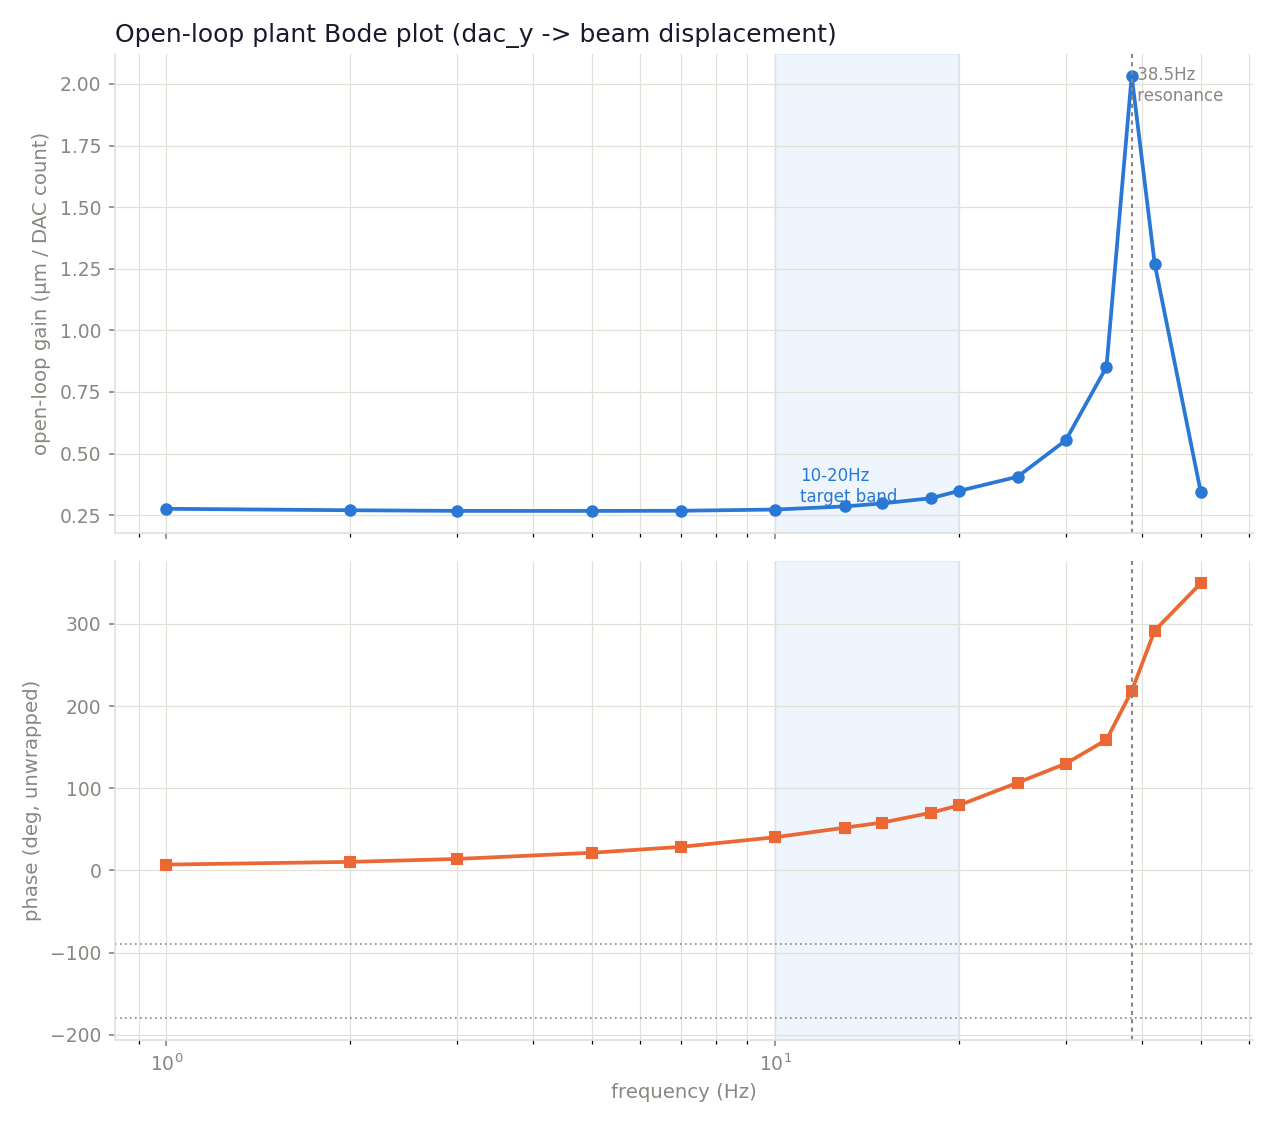 Open-loop plant Bode plot (dac_y -> beam displacement)
2.00
1.75
1.50
1.25
1.00
0.75
0.50
0.25
open-loop gain (μm / DAC count)
38.5Hz
resonance
10-20Hz
target band
300
200
100
0
−100
−200
phase (deg, unwrapped)
10⁰
10¹
frequency (Hz)